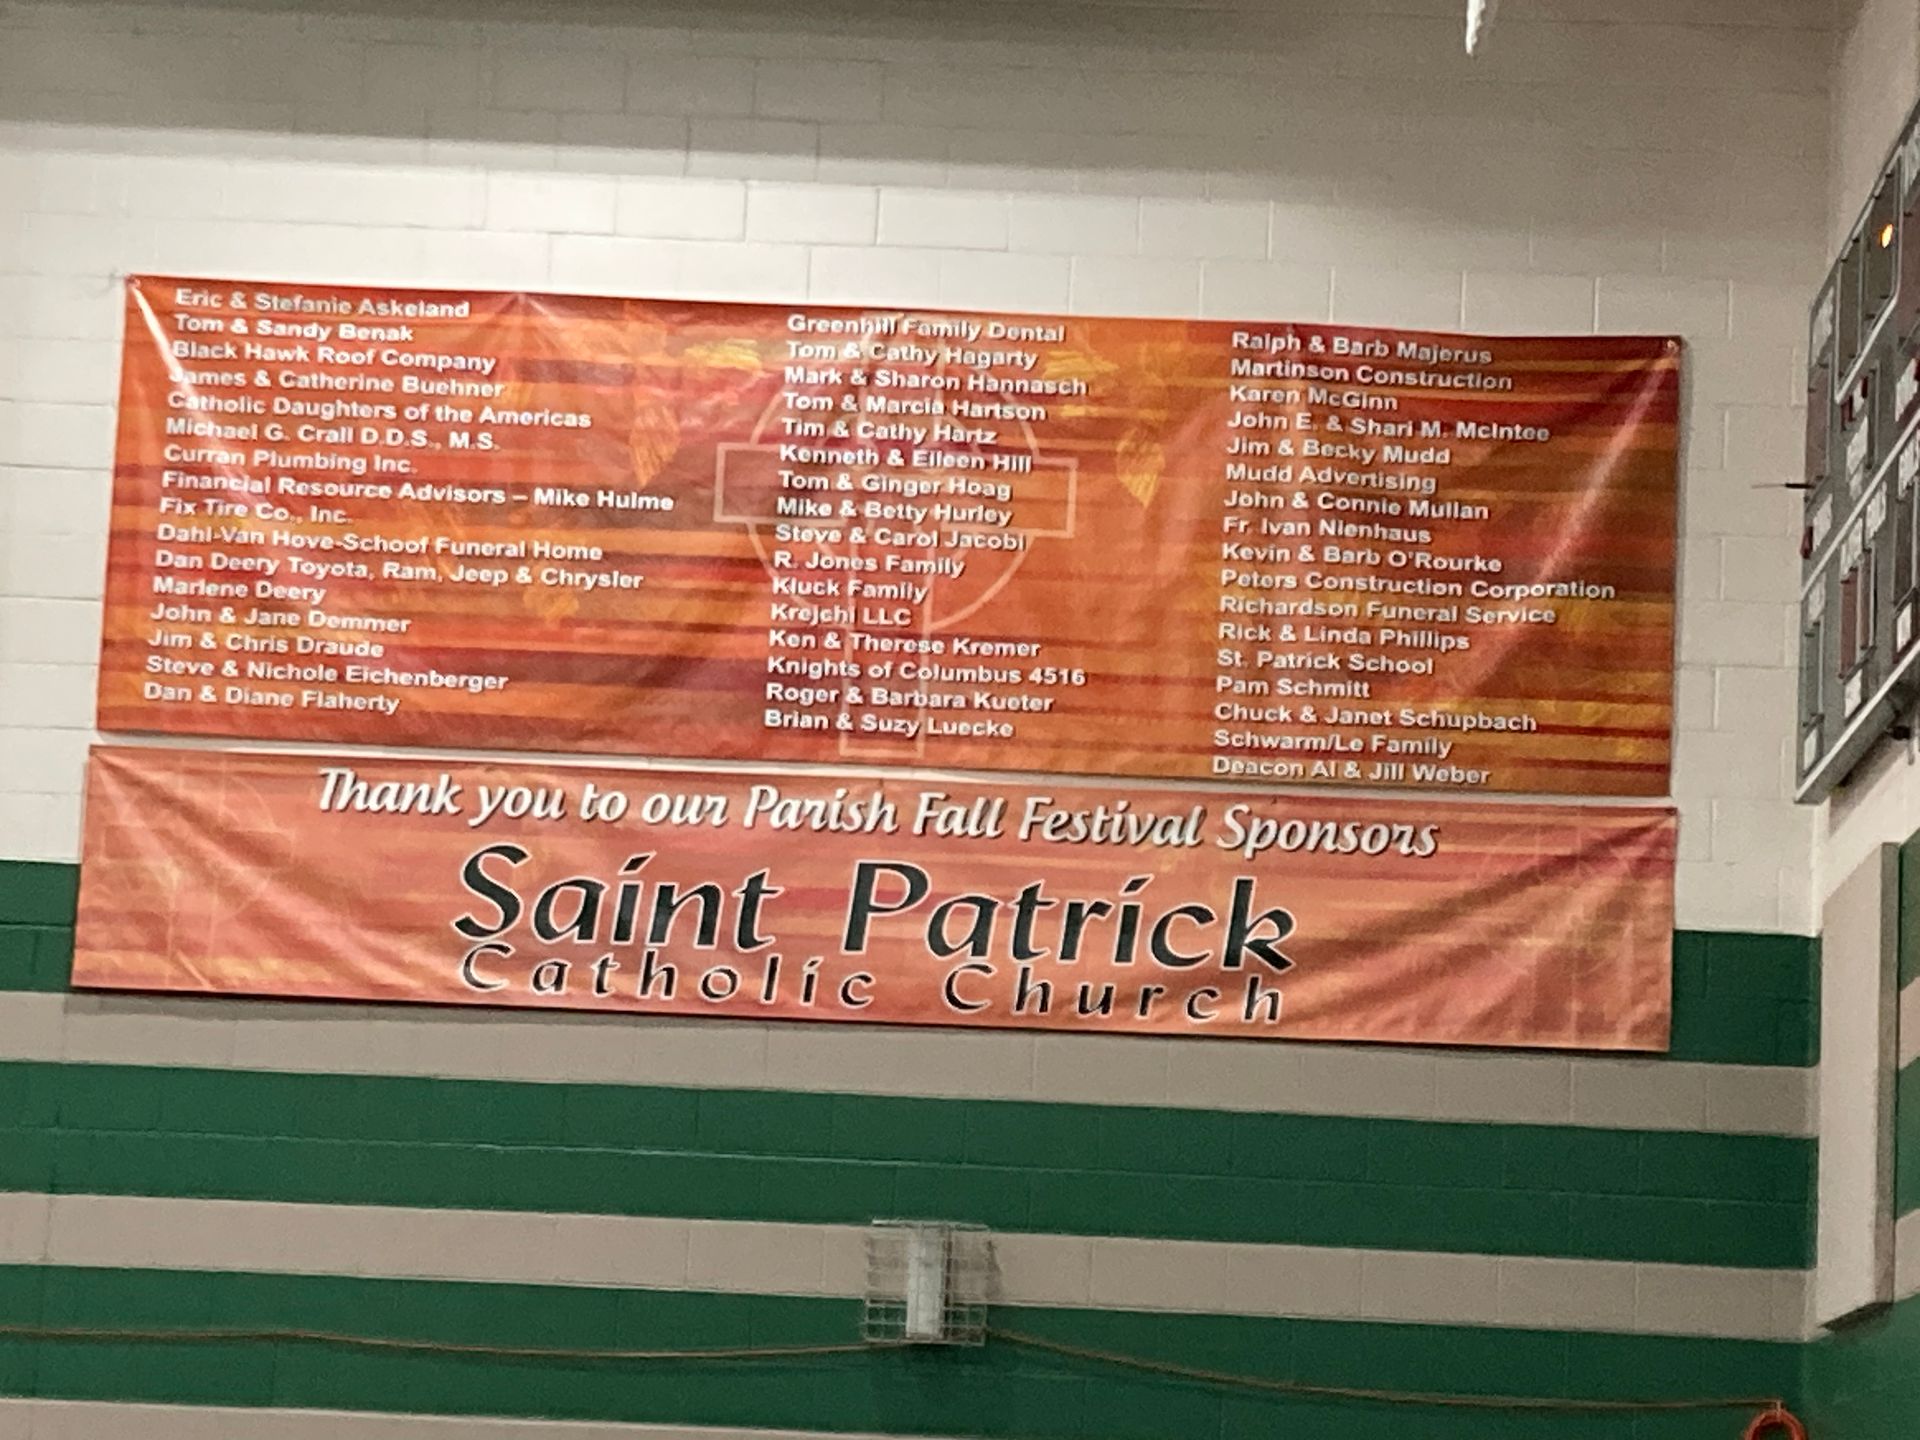 Eric & Stefanie Askeland
Tom & Sandy Benak
Black Hawk Roof Company
James & Catherine Buehner
Catholic Daughters of the Americas
Michael G. Crall D.D.S., M.S.
Curran Plumbing Inc.
Financial Resource Advisors – Mike Hulme
Fix Tire Co., Inc.
Dahl-Van Hove-Schoof Funeral Home
Dan Deery Toyota, Ram, Jeep & Chrysler
Marlene Deery
John & Jane Demmer
Jim & Chris Draude
Steve & Nichole Eichenberger
Dan & Diane Flaherty
Greenhill Family Dental
Tom & Cathy Hagarty
Mark & Sharon Hannasch
Tom & Marcia Hartson
Tim & Cathy Hartz
Kenneth & Eileen Hill
Tom & Ginger Hoag
Mike & Betty Hurley
Steve & Carol Jacobi
R. Jones Family
Kluck Family
Krejchi LLC
Ken & Therese Kremer
Knights of Columbus 4516
Roger & Barbara Kueter
Brian & Suzy Luecke
Ralph & Barb Majerus
Martinson Construction
Karen McGinn
John E. & Shari M. McIntee
Jim & Becky Mudd
Mudd Advertising
John & Connie Mullan
Fr. Ivan Nienhaus
Kevin & Barb O'Rourke
Peters Construction Corporation
Richardson Funeral Service
Rick & Linda Phillips
St. Patrick School
Pam Schmitt
Chuck & Janet Schupbach
Schwarm/Le Family
Deacon Al & Jill Weber
Thank you to our Parish Fall Festival Sponsors
Saint Patrick
Catholic Church